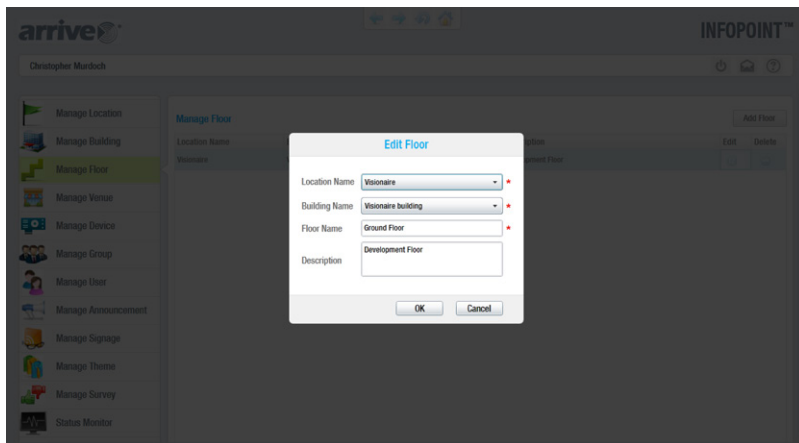 arrive
INFOPOINT™
Christopher Murdoch
Manage Location
Manage Building
Manage Floor
Manage Venue
Manage Device
Manage Group
Manage User
Manage Announcement
Manage Signage
Manage Theme
Manage Survey
Status Monitor
Manage Floor
Add Floor
Location Name
Edit Delete
Visionaire
Edit Floor
Location Name Visionaire *
Building Name Visionaire building *
Floor Name Ground Floor *
Description Development Floor
OK Cancel